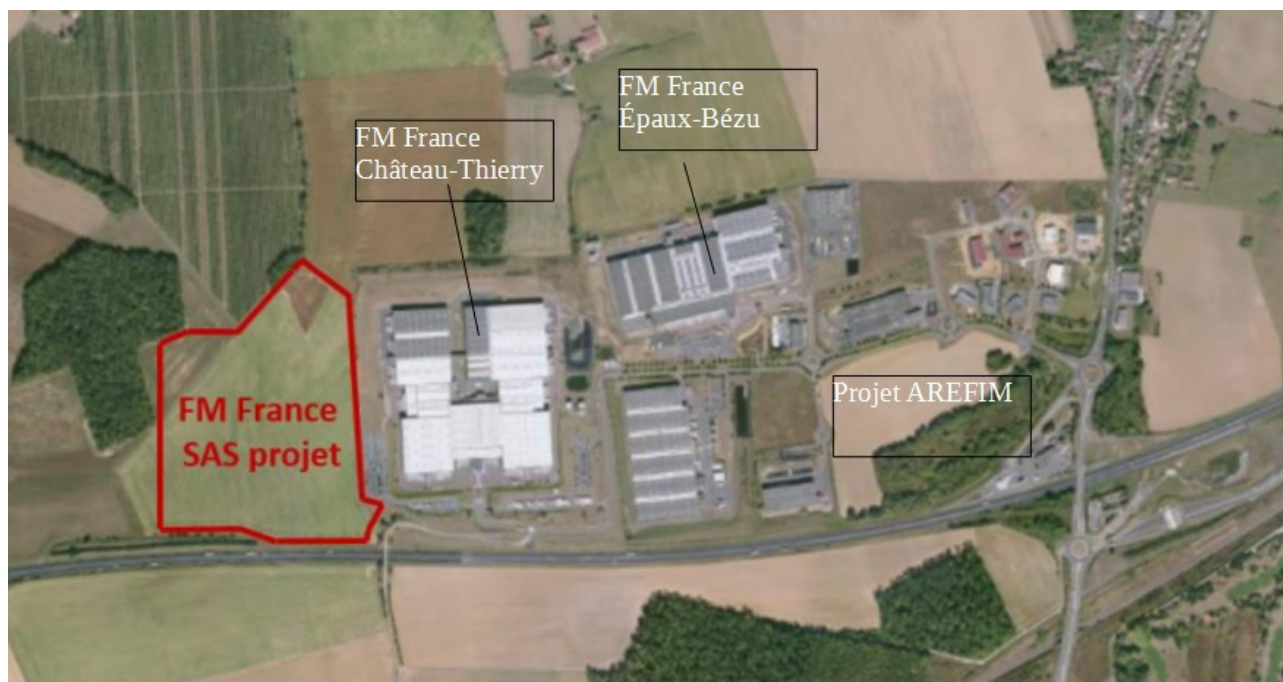 FM France
Épaux-Bézu
FM France
Château-Thierry
Projet AREFIM
FM France
SAS projet